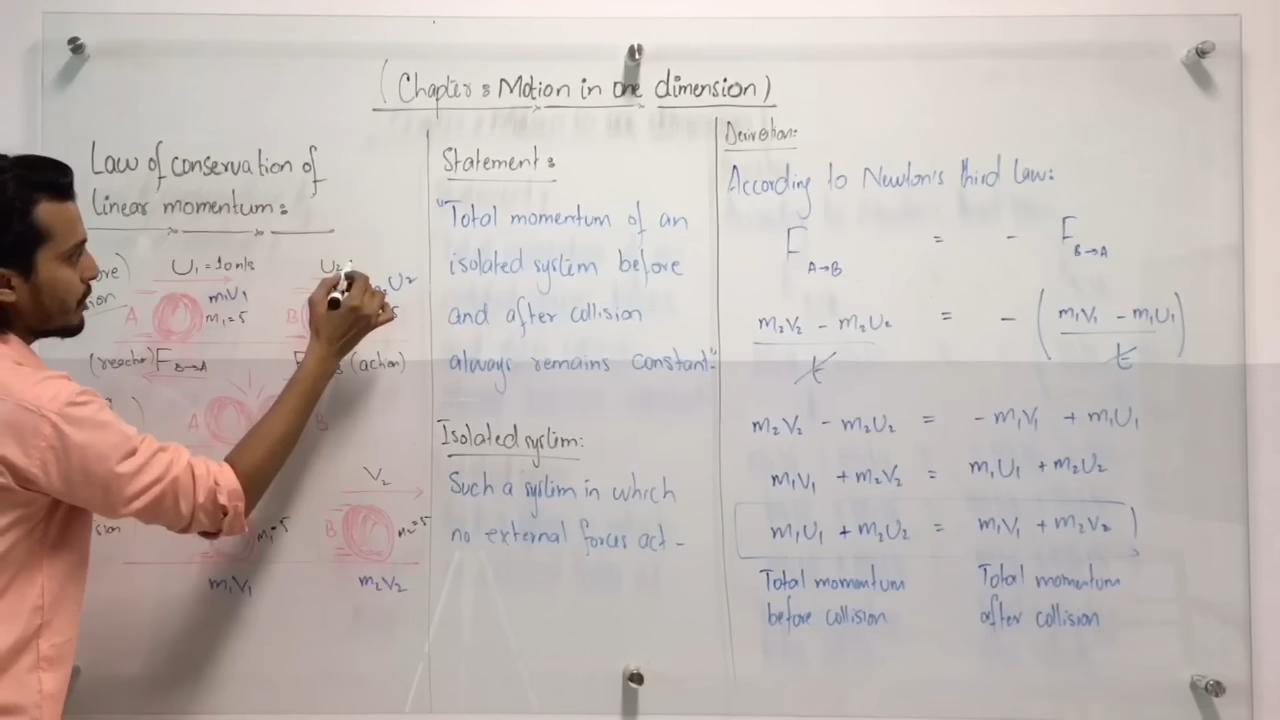 (Chapter : Motion in one dimension)
Law of conservation of
linear momentum :
U₁ = 10 m/s
U₂
m₁V₁
U₂
A
m₁ = 5
B
5
F B→A
(action)
A
B
V₂
B
m₁ = 5
m₂ = 5
m₁V₁
m₂V₂
Statement :
"Total momentum of an
isolated system before
and after collision
always remains constant"
Isolated system:
Such a system in which
no external forces act -
According to Newton's third law:
F A→B = - F B→A
m₂V₂ - m₂U₂ / t = - ( m₁V₁ - m₁U₁ / t )
m₂V₂ - m₂U₂ = - m₁V₁ + m₁U₁
m₁V₁ + m₂V₂ = m₁U₁ + m₂U₂
m₁U₁ + m₂U₂ = m₁V₁ + m₂V₂
Total momentum
before collision
Total momentum
after collision